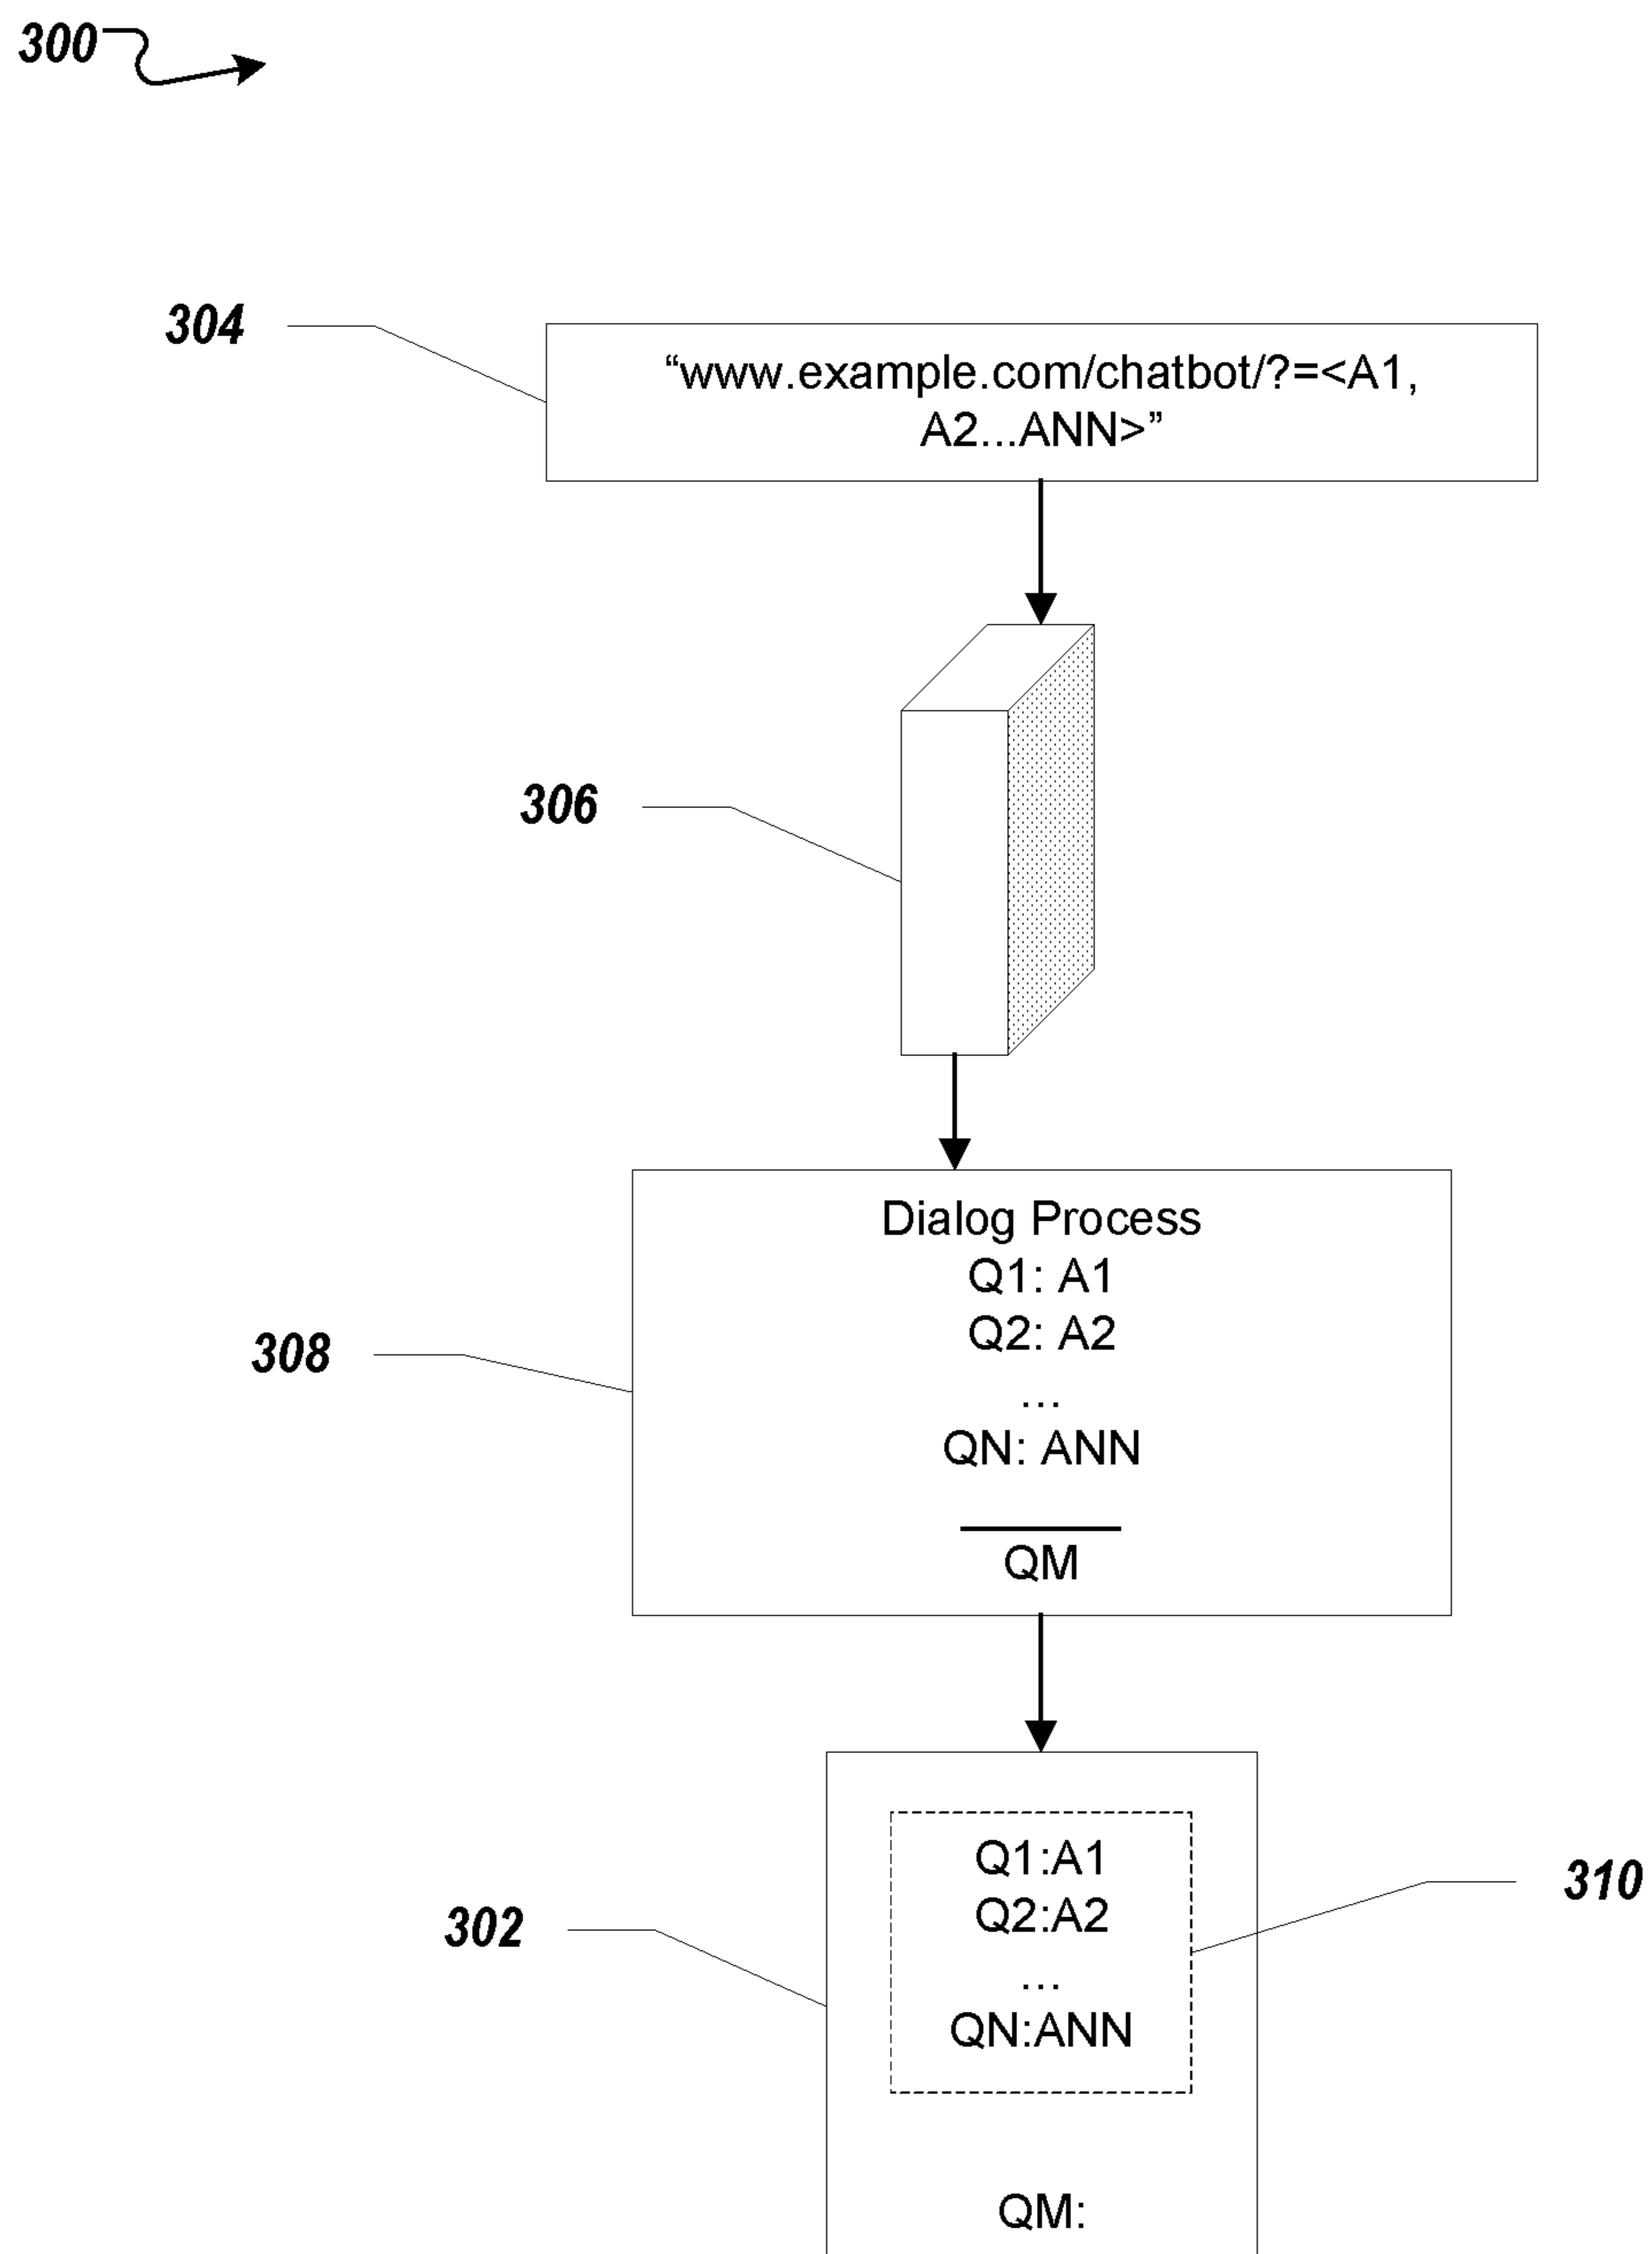 300
304
“www.example.com/chatbot/?=<A1,
A2...ANN>”
306
308
Dialog Process
Q1: A1
Q2: A2
...
QN: ANN
QM
302
310
Q1:A1
Q2:A2
...
QN:ANN
QM: